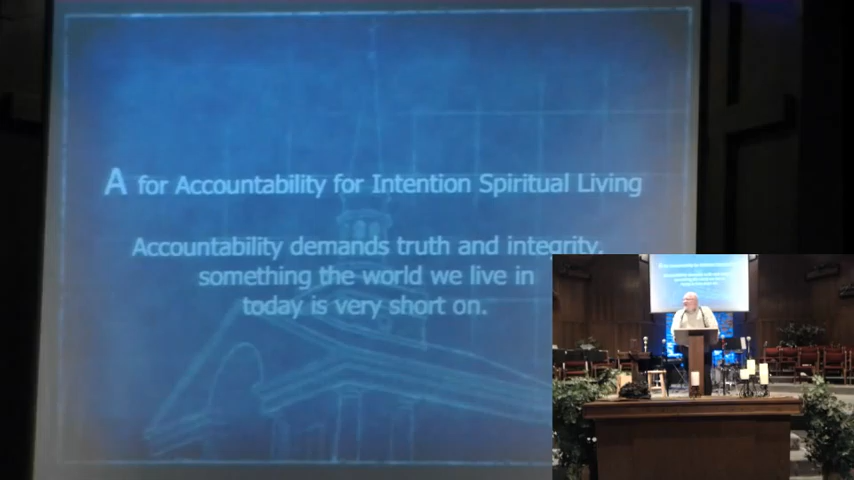 A for Accountability for Intention Spiritual Living
Accountability demands truth and integrity,
something the world we live in
today is very short on.